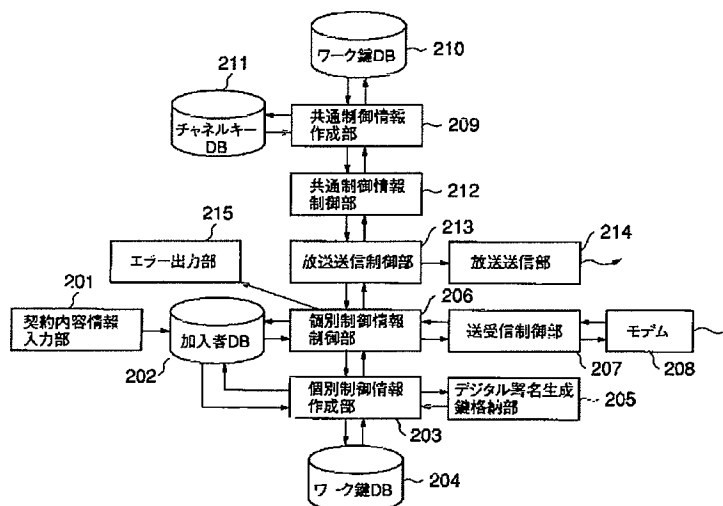 ワーク鍵DB
210
211
チャネルキー
DB
共通制御情報
作成部
209
共通制御情報
制御部
212
215
213
214
エラー出力部
放送送信制御部
放送送信部
201
206
契約内容情報
入力部
加入者DB
個別制御情報
制御部
送受信制御部
モデム
202
207
208
個別制御情報
作成部
デジタル署名生成
鍵格納部
205
203
ワーク鍵DB
204